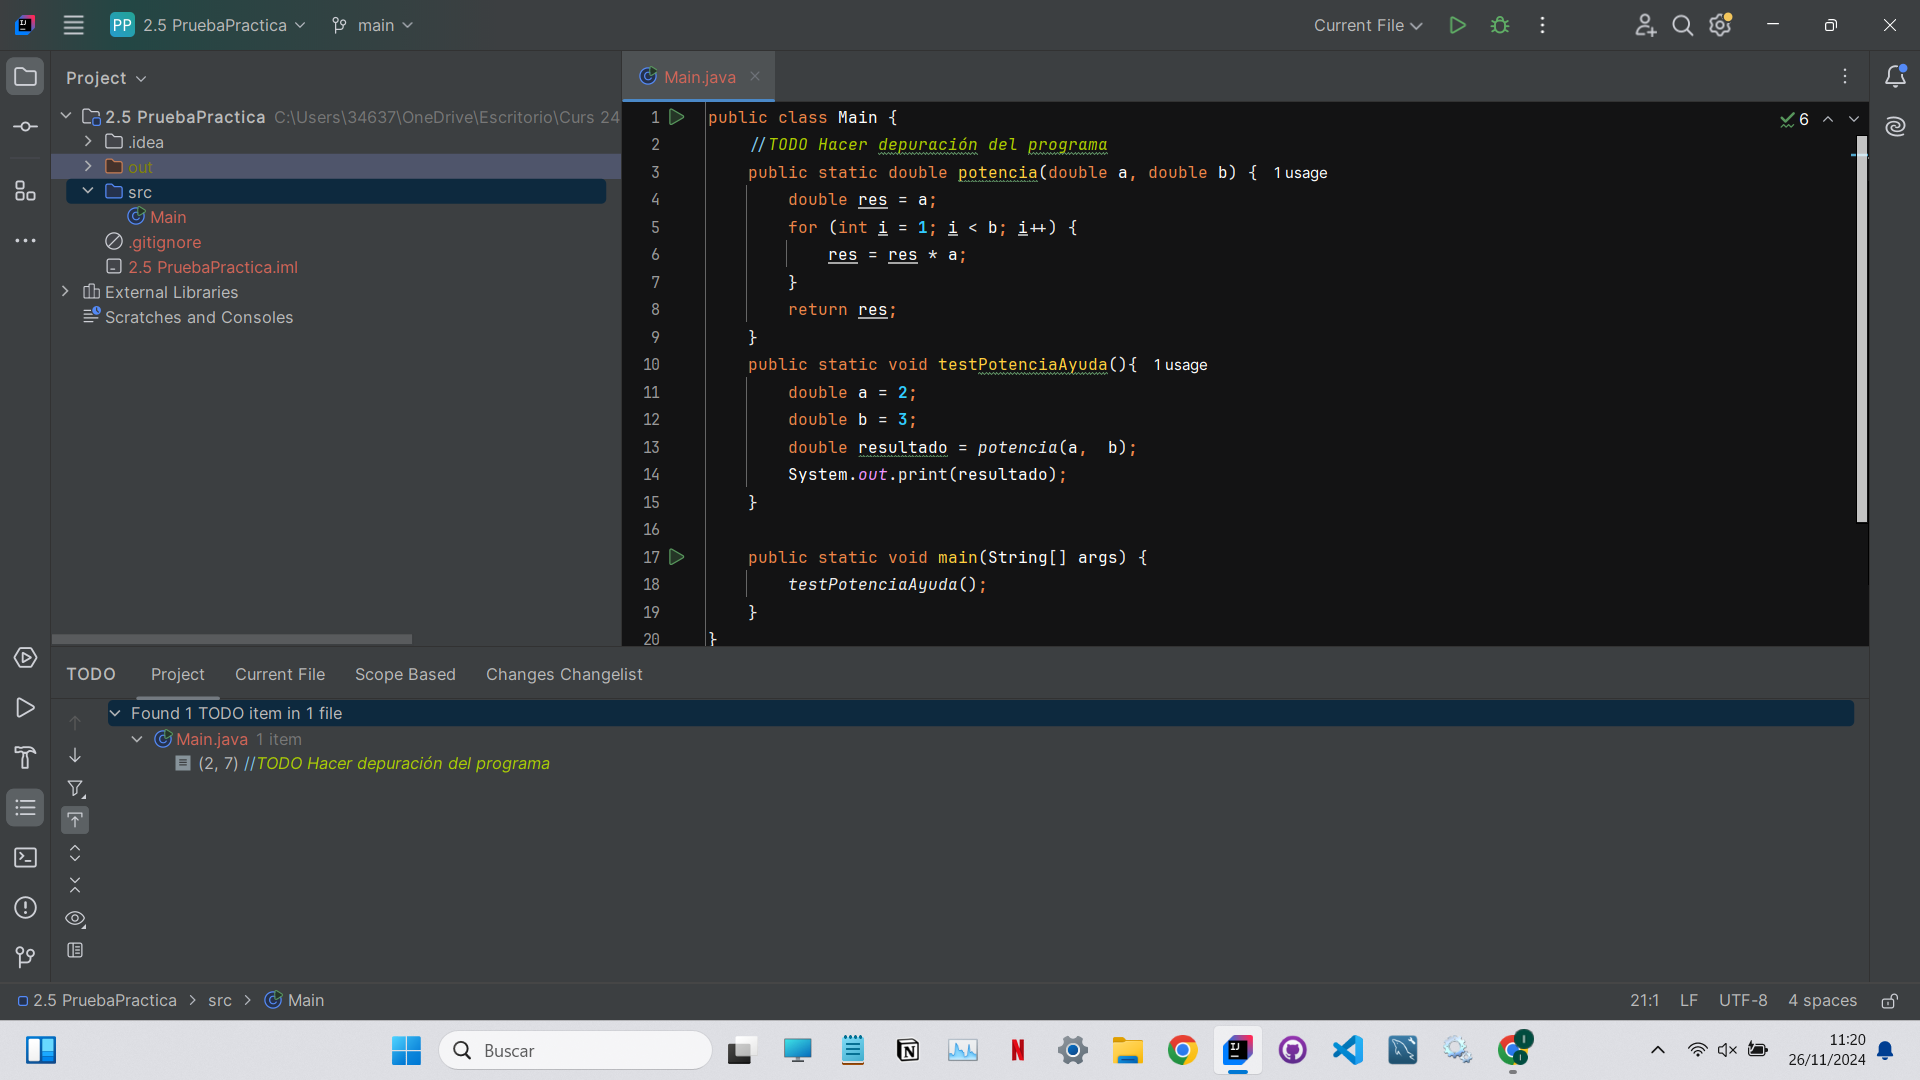 PP 2.5 PruebaPractica main Current File
Project
Main.java
2.5 PruebaPractica C:\Users\34637\OneDrive\Escritorio\Curs 24
.idea
out
src
Main
.gitignore
2.5 PruebaPractica.iml
External Libraries
Scratches and Consoles
6
1 public class Main {
2 //TODO Hacer depuración del programa
3 public static double potencia(double a, double b) { 1 usage
4 double res = a;
5 for (int i = 1; i < b; i++) {
6 res = res * a;
7 }
8 return res;
9 }
10 public static void testPotenciaAyuda(){ 1 usage
11 double a = 2;
12 double b = 3;
13 double resultado = potencia(a,  b);
14 System.out.print(resultado);
15 }
16
17 public static void main(String[] args) {
18 testPotenciaAyuda();
19 }
20 }
TODO Project Current File Scope Based Changes Changelist
Found 1 TODO item in 1 file
Main.java 1 item
(2, 7) //TODO Hacer depuración del programa
2.5 PruebaPractica > src > Main
21:1 LF UTF-8 4 spaces
Buscar
11:20
26/11/2024